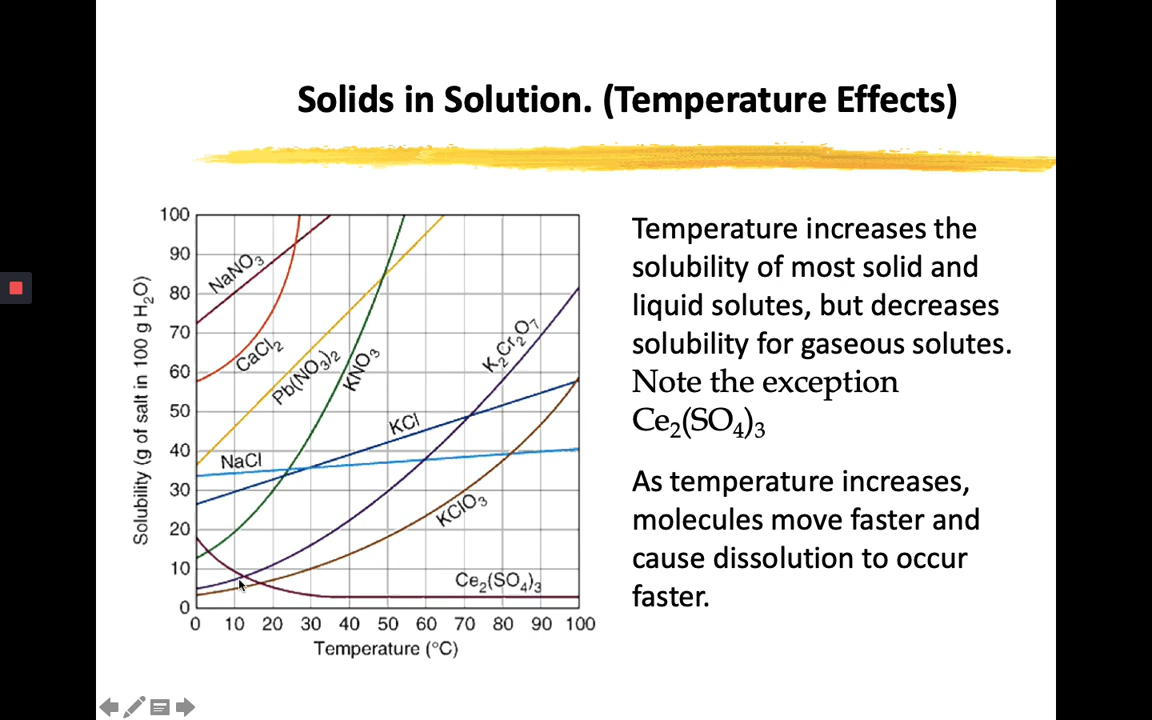 Solids in Solution. (Temperature Effects)
100
90
80
70
60
50
40
30
20
10
0
Solubility (g of salt in 100 g H₂O)
NaNO₃
CaCl₂
Pb(NO₃)₂
KNO₃
K₂Cr₂O₇
KCl
NaCl
KClO₃
Ce₂(SO₄)₃
0 10 20 30 40 50 60 70 80 90 100
Temperature (°C)
Temperature increases the
solubility of most solid and
liquid solutes, but decreases
solubility for gaseous solutes.
Note the exception
Ce₂(SO₄)₃
As temperature increases,
molecules move faster and
cause dissolution to occur
faster.